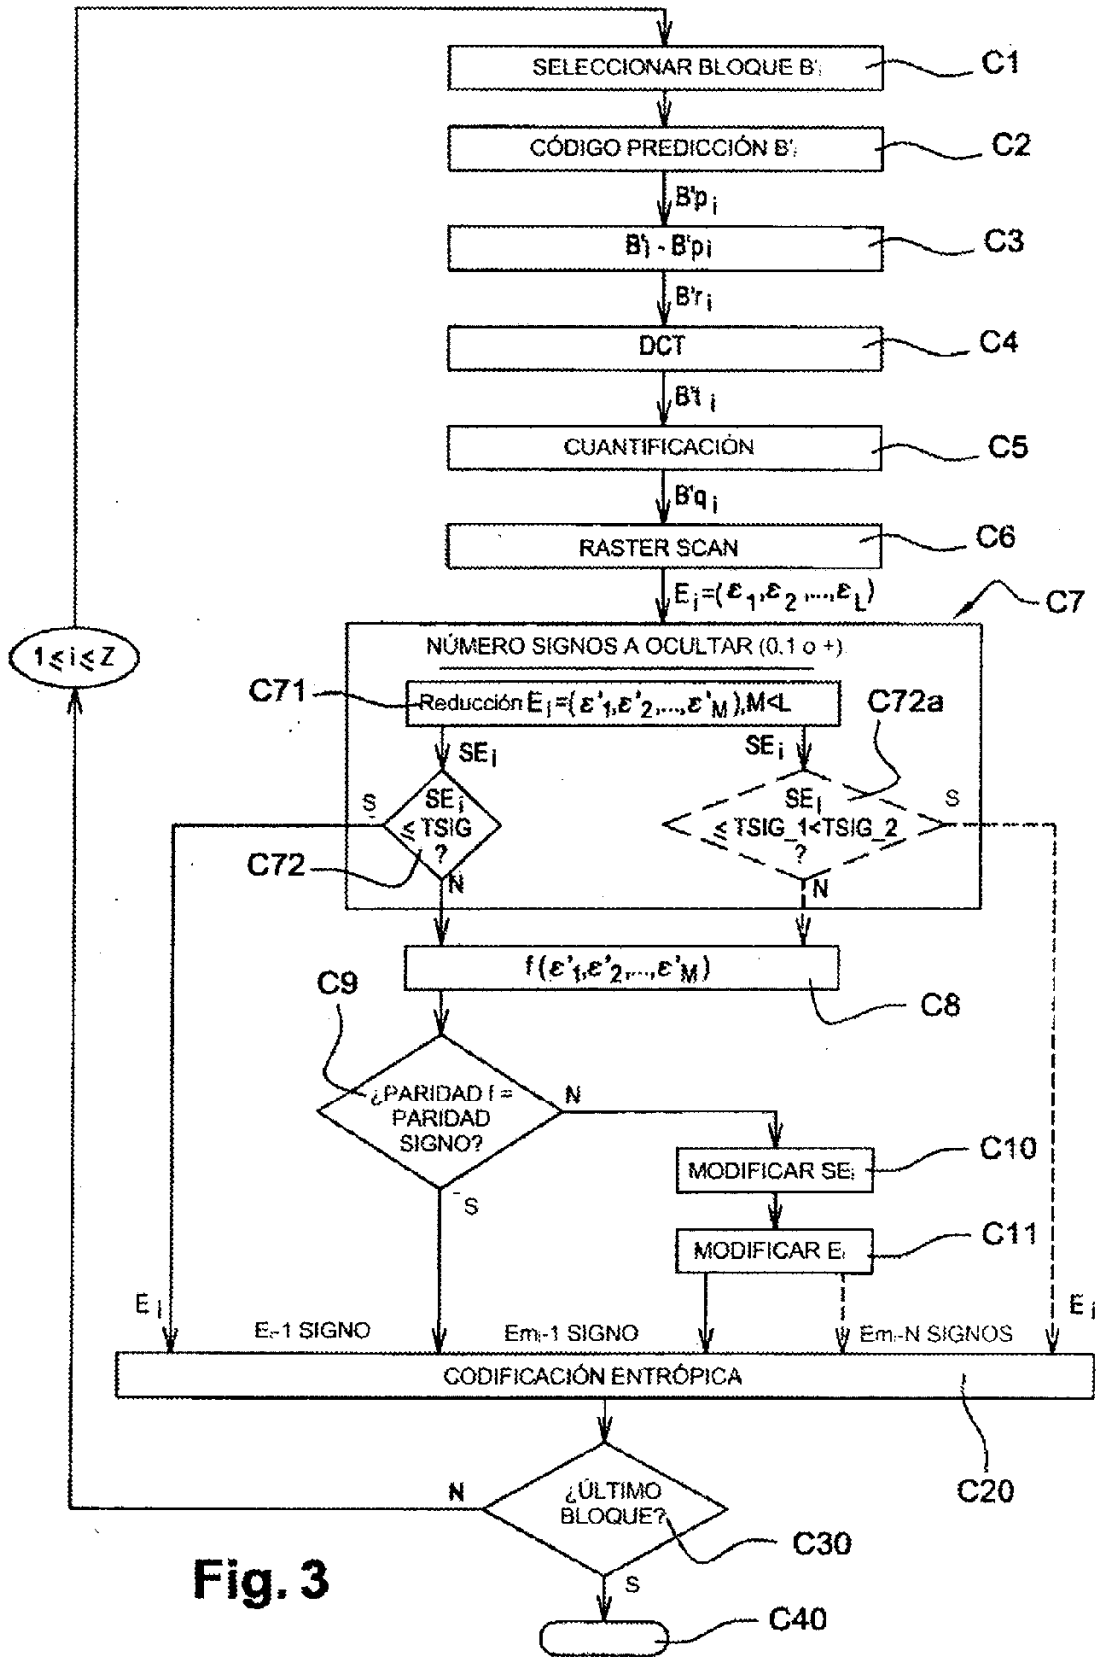 SELECCIONAR BLOQUE B'i
C1
CÓDIGO PREDICCIÓN B'i
C2
B'pi
B'i - B'pi
C3
B'ri
DCT
C4
B'ti
CUANTIFICACIÓN
C5
B'qi
RASTER SCAN
C6
Ei=(ε1,ε2,...,εL)
C7
1≤i≤Z
NÚMERO SIGNOS A OCULTAR (0.1 o +)
C71
Reducción Ei=(ε'1,ε'2,...,ε'M),M<L
C72a
SEi
SEi
S
SEi
≤ TSIG
?
C72
N
SEi
≤ TSIG_1<TSIG_2
?
S
N
f(ε'1,ε'2,...,ε'M)
C8
C9
¿PARIDAD f =
PARIDAD
SIGNO?
N
S
MODIFICAR SEi
C10
MODIFICAR Ei
C11
Ei
Ei-1 SIGNO
Emi-1 SIGNO
Emi-N SIGNOS
Ei
CODIFICACIÓN ENTRÓPICA
C20
¿ÚLTIMO
BLOQUE?
N
C30
S
C40
Fig. 3